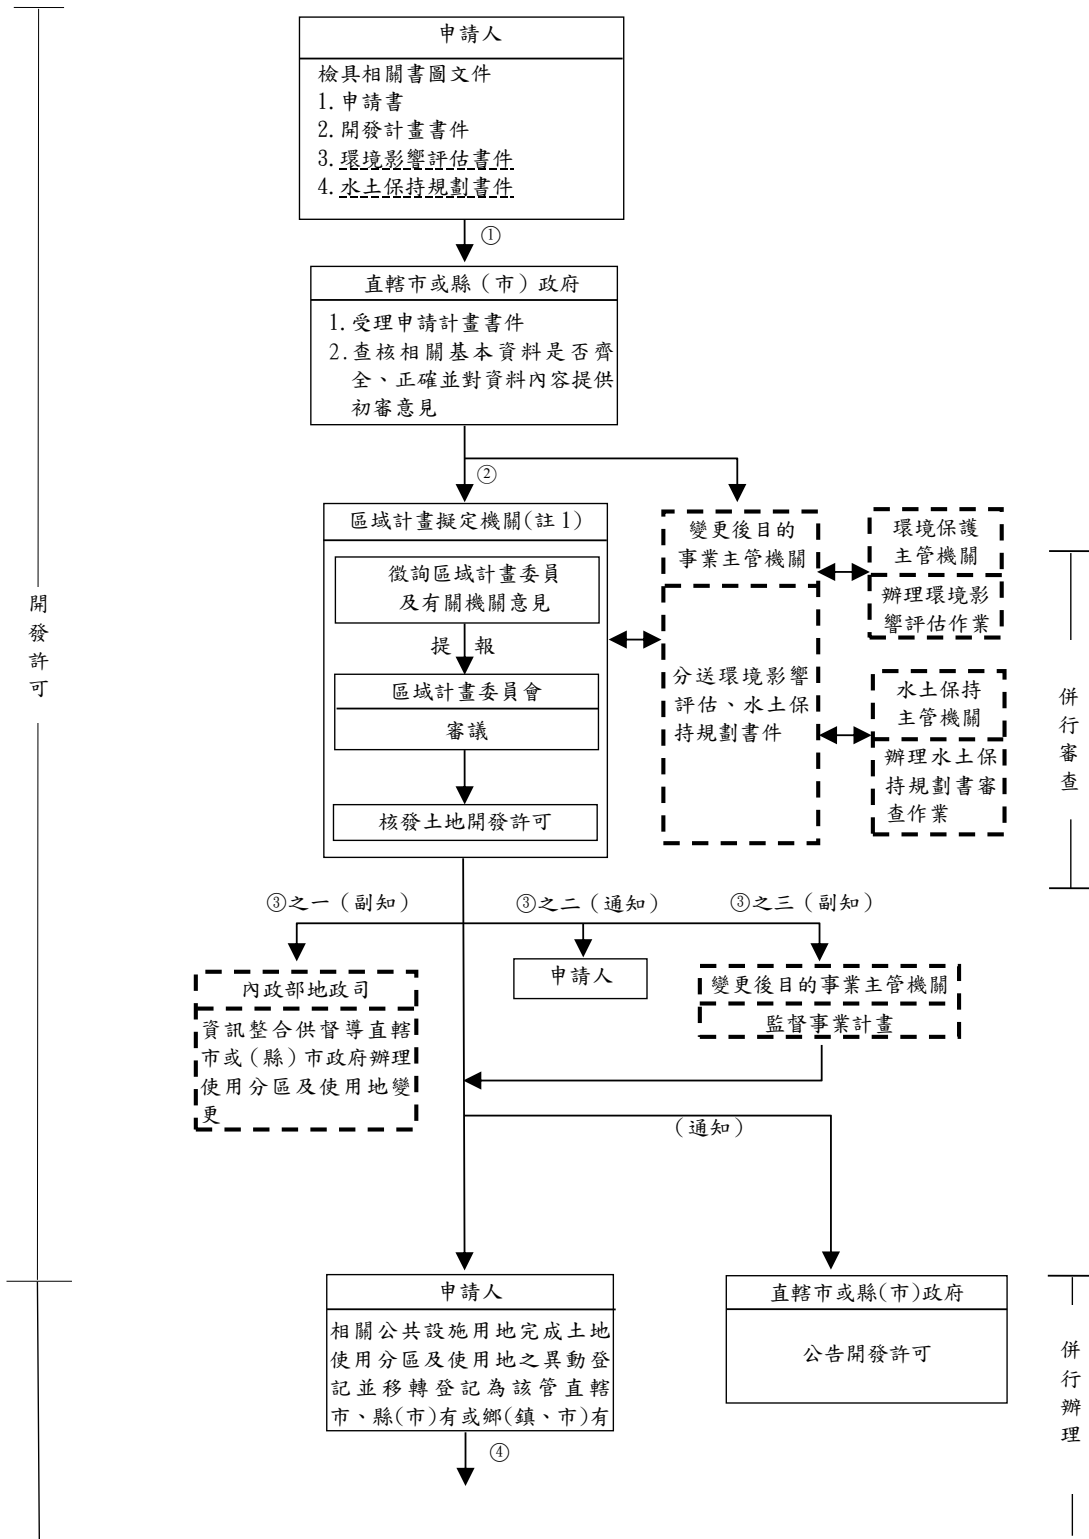 申請人
檢具相關書圖文件
1.申請書
2.開發計畫書件
3.環境影響評估書件
4.水土保持規劃書件
①
直轄市或縣（市）政府
1.受理申請計畫書件
2.查核相關基本資料是否齊
全、正確並對資料內容提供
初審意見
②
區域計畫擬定機關(註1)
徵詢區域計畫委員
及有關機關意見
提 報
區域計畫委員會
審議
核發土地開發許可
變更後目的
事業主管機關
分送環境影響
評估、水土保
持規劃書件
環境保護
主管機關
辦理環境影
響評估作業
水土保持
主管機關
辦理水土保
持規劃書審
查作業
開發許可
併行審查
③之一（副知）
③之二（通知）
③之三（副知）
內政部地政司
資訊整合供督導直轄
市或（縣）市政府辦理
使用分區及使用地變
更
申請人
變更後目的事業主管機關
監督事業計畫
（通知）
申請人
相關公共設施用地完成土地
使用分區及使用地之異動登
記並移轉登記為該管直轄
市、縣(市)有或鄉(鎮、市)有
④
直轄市或縣(市)政府
公告開發許可
併行辦理